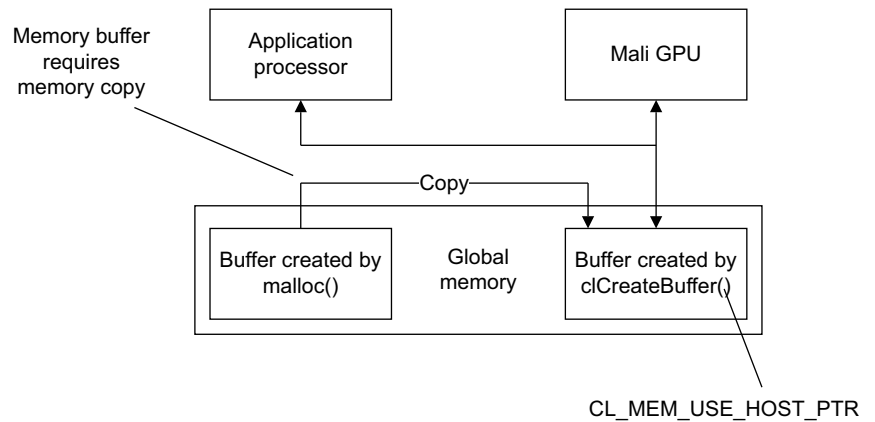 Memory buffer
requires
memory copy
Application
processor
Mali GPU
Copy
Buffer created by
malloc()
Global
memory
Buffer created by
clCreateBuffer()
CL_MEM_USE_HOST_PTR